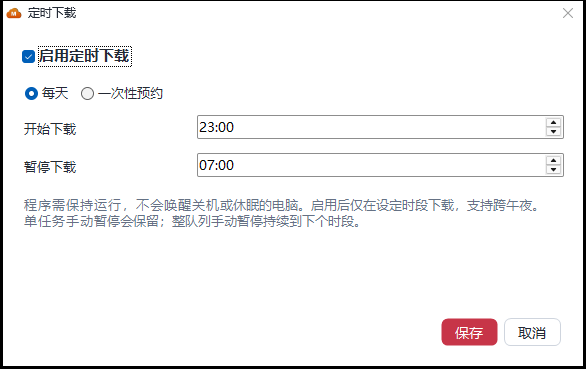 定时下载
启用定时下载
每天 一次性预约
开始下载 23:00
暂停下载 07:00
程序需保持运行，不会唤醒关机或休眠的电脑。启用后仅在设定时段下载，支持跨午夜。
单任务手动暂停会保留；整队列手动暂停持续到下个时段。
保存 取消